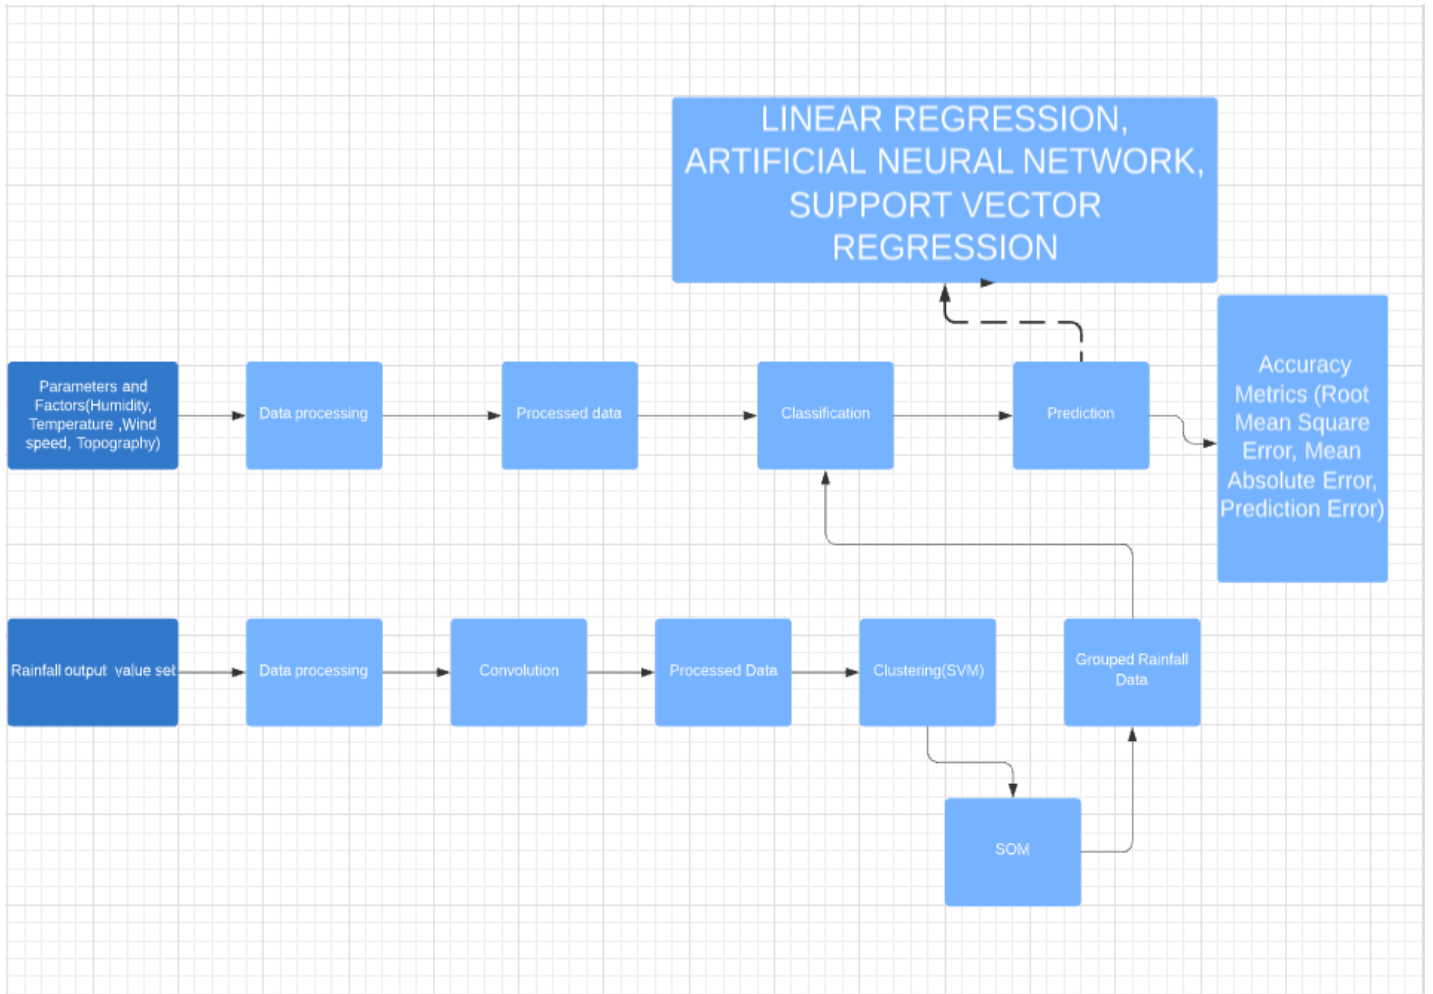 LINEAR REGRESSION,
ARTIFICIAL NEURAL NETWORK,
SUPPORT VECTOR
REGRESSION
Parameters and
Factors(Humidity,
Temperature ,Wind
speed, Topography)
Data processing
Processed data
Classification
Prediction
Accuracy
Metrics (Root
Mean Square
Error, Mean
Absolute Error,
Prediction Error)
Rainfall output value set
Data processing
Convolution
Processed Data
Clustering(SVM)
Grouped Rainfall
Data
SOM